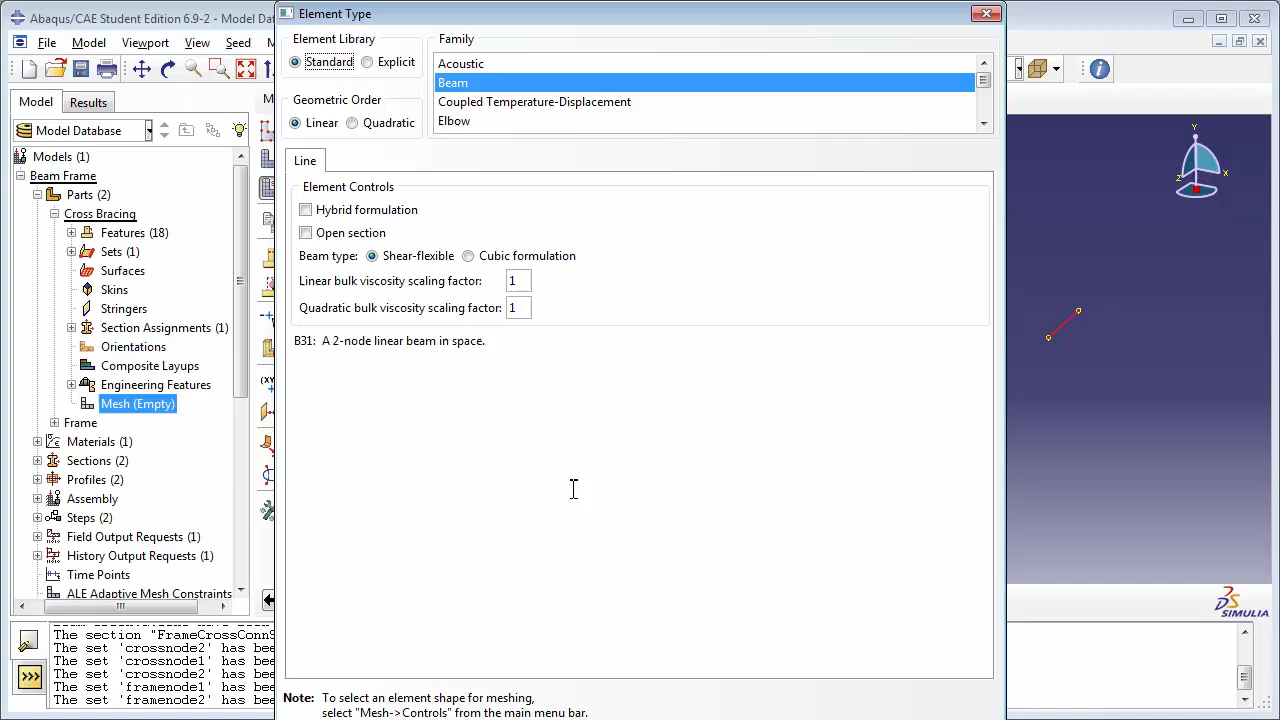 Abaqus/CAE Student Edition 6.9-2 - Model Dat
Element Type
File
Model
Viewport
View
Seed
Model
Results
Model Database
Models (1)
Beam Frame
Parts (2)
Cross Bracing
Features (18)
Sets (1)
Surfaces
Skins
Stringers
Section Assignments (1)
Orientations
Composite Layups
Engineering Features
Mesh (Empty)
Frame
Materials (1)
Sections (2)
Profiles (2)
Assembly
Steps (2)
Field Output Requests (1)
History Output Requests (1)
Time Points
ALE Adaptive Mesh Constraints
The section "FrameCrossConnS
The set 'crossnode2' has bee
The set 'crossnode1' has bee
The set 'crossnode2' has bee
The set 'framenode1' has bee
The set 'framenode2' has bee
>>>
Element Library
Standard
Explicit
Geometric Order
Linear
Quadratic
Family
Acoustic
Beam
Coupled Temperature-Displacement
Elbow
Line
Element Controls
Hybrid formulation
Open section
Beam type: Shear-flexible Cubic formulation
Linear bulk viscosity scaling factor: 1
Quadratic bulk viscosity scaling factor: 1
B31: A 2-node linear beam in space.
Note: To select an element shape for meshing,
select "Mesh->Controls" from the main menu bar.
Y
X
Z
SIMULIA